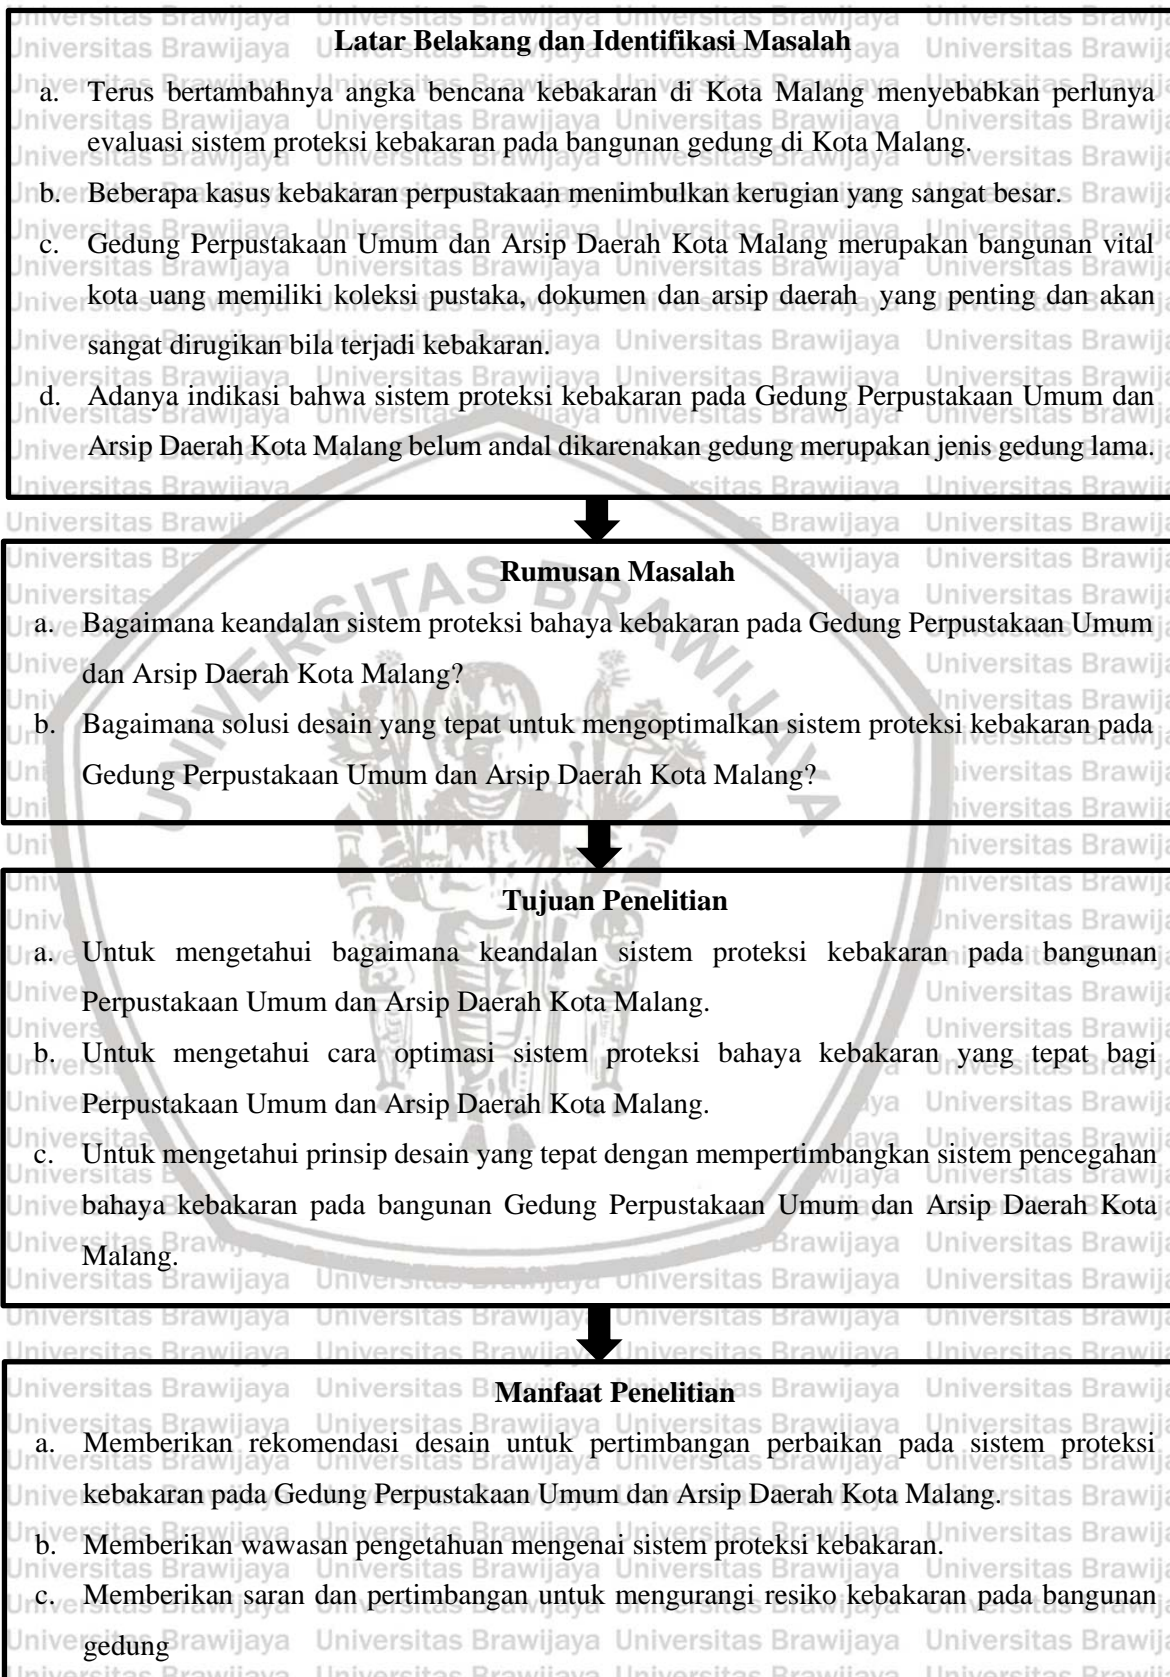 Latar Belakang dan Identifikasi Masalah
a. Terus bertambahnya angka bencana kebakaran di Kota Malang menyebabkan perlunya
evaluasi sistem proteksi kebakaran pada bangunan gedung di Kota Malang.
b. Beberapa kasus kebakaran perpustakaan menimbulkan kerugian yang sangat besar.
c. Gedung Perpustakaan Umum dan Arsip Daerah Kota Malang merupakan bangunan vital
kota uang memiliki koleksi pustaka, dokumen dan arsip daerah yang penting dan akan
sangat dirugikan bila terjadi kebakaran.
d. Adanya indikasi bahwa sistem proteksi kebakaran pada Gedung Perpustakaan Umum dan
Arsip Daerah Kota Malang belum andal dikarenakan gedung merupakan jenis gedung lama.
Rumusan Masalah
a. Bagaimana keandalan sistem proteksi bahaya kebakaran pada Gedung Perpustakaan Umum
dan Arsip Daerah Kota Malang?
b. Bagaimana solusi desain yang tepat untuk mengoptimalkan sistem proteksi kebakaran pada
Gedung Perpustakaan Umum dan Arsip Daerah Kota Malang?
Tujuan Penelitian
a. Untuk mengetahui bagaimana keandalan sistem proteksi kebakaran pada bangunan
Perpustakaan Umum dan Arsip Daerah Kota Malang.
b. Untuk mengetahui cara optimasi sistem proteksi bahaya kebakaran yang tepat bagi
Perpustakaan Umum dan Arsip Daerah Kota Malang.
c. Untuk mengetahui prinsip desain yang tepat dengan mempertimbangkan sistem pencegahan
bahaya kebakaran pada bangunan Gedung Perpustakaan Umum dan Arsip Daerah Kota
Malang.
Manfaat Penelitian
a. Memberikan rekomendasi desain untuk pertimbangan perbaikan pada sistem proteksi
kebakaran pada Gedung Perpustakaan Umum dan Arsip Daerah Kota Malang.
b. Memberikan wawasan pengetahuan mengenai sistem proteksi kebakaran.
c. Memberikan saran dan pertimbangan untuk mengurangi resiko kebakaran pada bangunan
gedung
UNIVERSITAS BRAWIJAYA